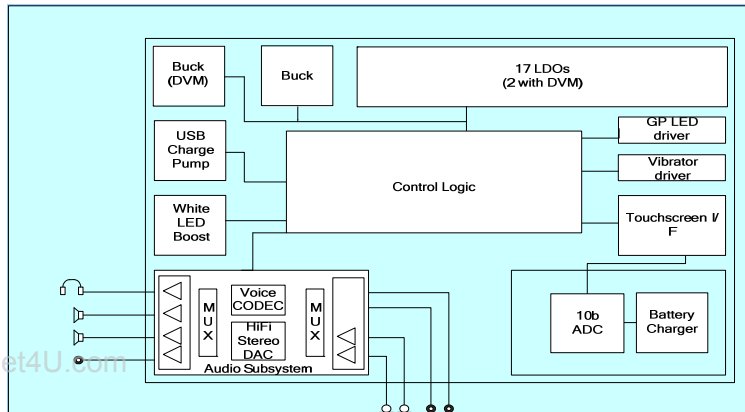 Buck
(DVM)
Buck
17 LDOs
(2 with DVM)
USB
Charge
Pump
GP LED
driver
Vibrator
driver
Control Logic
White
LED
Boost
Touchscreen I/
F
M
U
X
Voice
CODEC
HiFi
Stereo
DAC
M
U
X
Audio Subsystem
10b
ADC
Battery
Charger
et4U.com